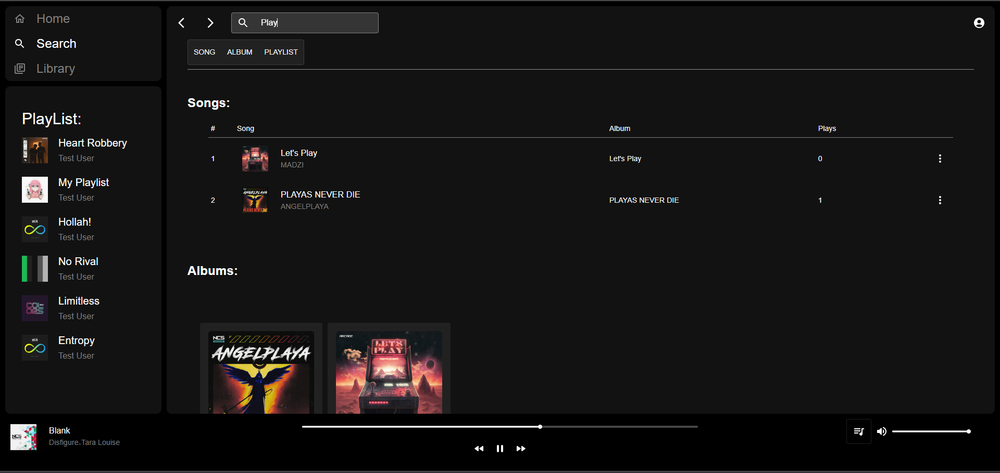 Home
Search
Library
PlayList:
Heart Robbery
Test User
My Playlist
Test User
Hollah!
Test User
No Rival
Test User
Limitless
Test User
Entropy
Test User
Play
SONG ALBUM PLAYLIST
Songs:
# Song Album Plays
1 Let's Play Let's Play 0
MADZI
2 PLAYAS NEVER DIE PLAYAS NEVER DIE 1
ANGELPLAYA
Albums:
NCS
ANGELPLAYA
ARCADE
LET'S
PLAY
Blank
Disfigure-Tara Louise